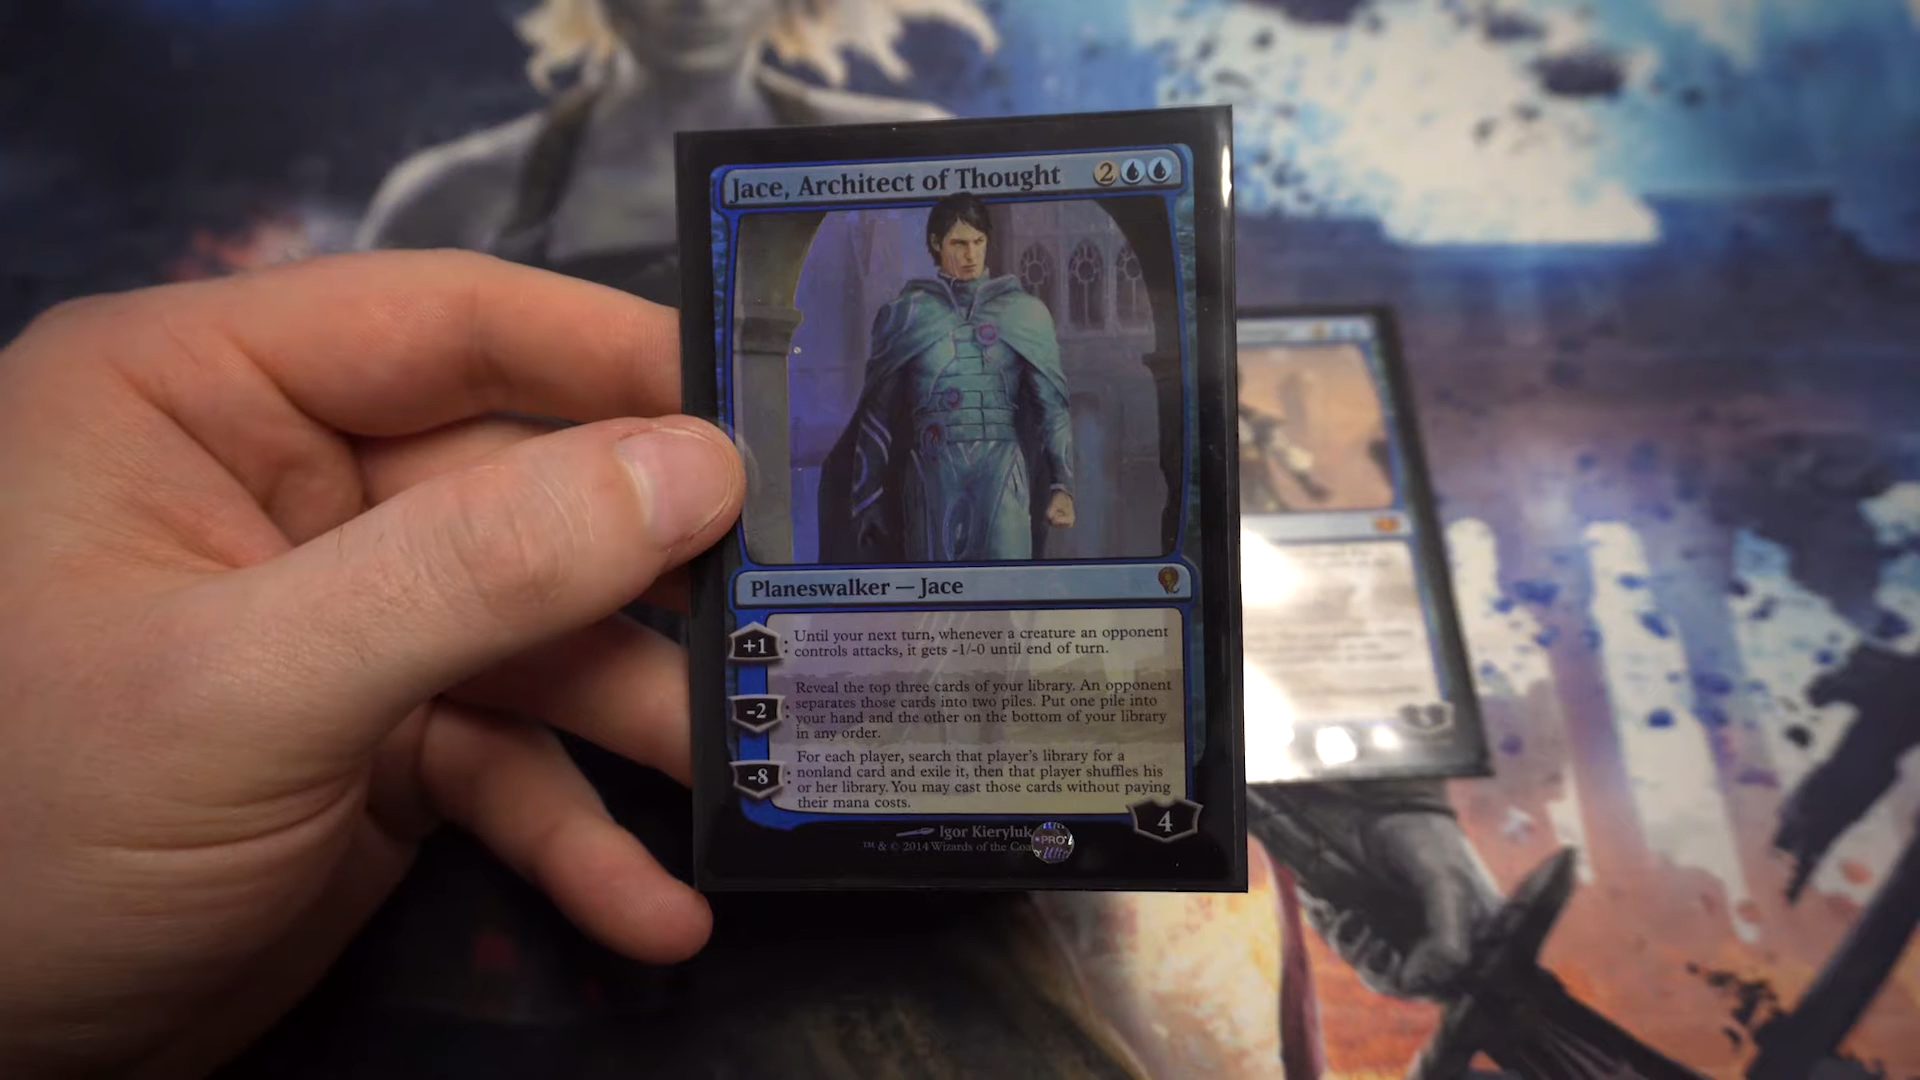 Jace, Architect of Thought 2
Planeswalker — Jace
+1: Until your next turn, whenever a creature an opponent
controls attacks, it gets -1/-0 until end of turn.
Reveal the top three cards of your library. An opponent
-2: separates those cards into two piles. Put one pile into
your hand and the other on the bottom of your library
in any order.
For each player, search that player's library for a
-8: nonland card and exile it, then that player shuffles his
or her library. You may cast those cards without paying
their mana costs.
4
Igor Kieryluk
™ & © 2014 Wizards of the
PRO